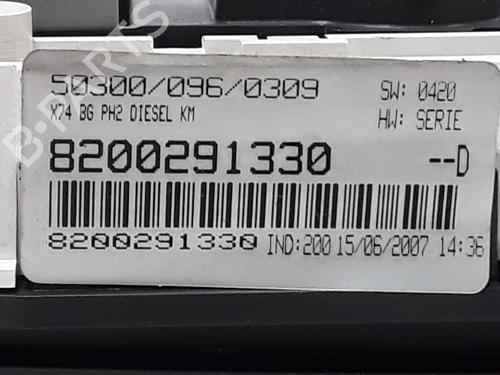 50300/096/0309 SW: 0420
X74 BG PH2 DIESEL KM HW: SERIE
8200291330 --D
8200291330 IND:200 15/06/2007 14:36
B-PARTS